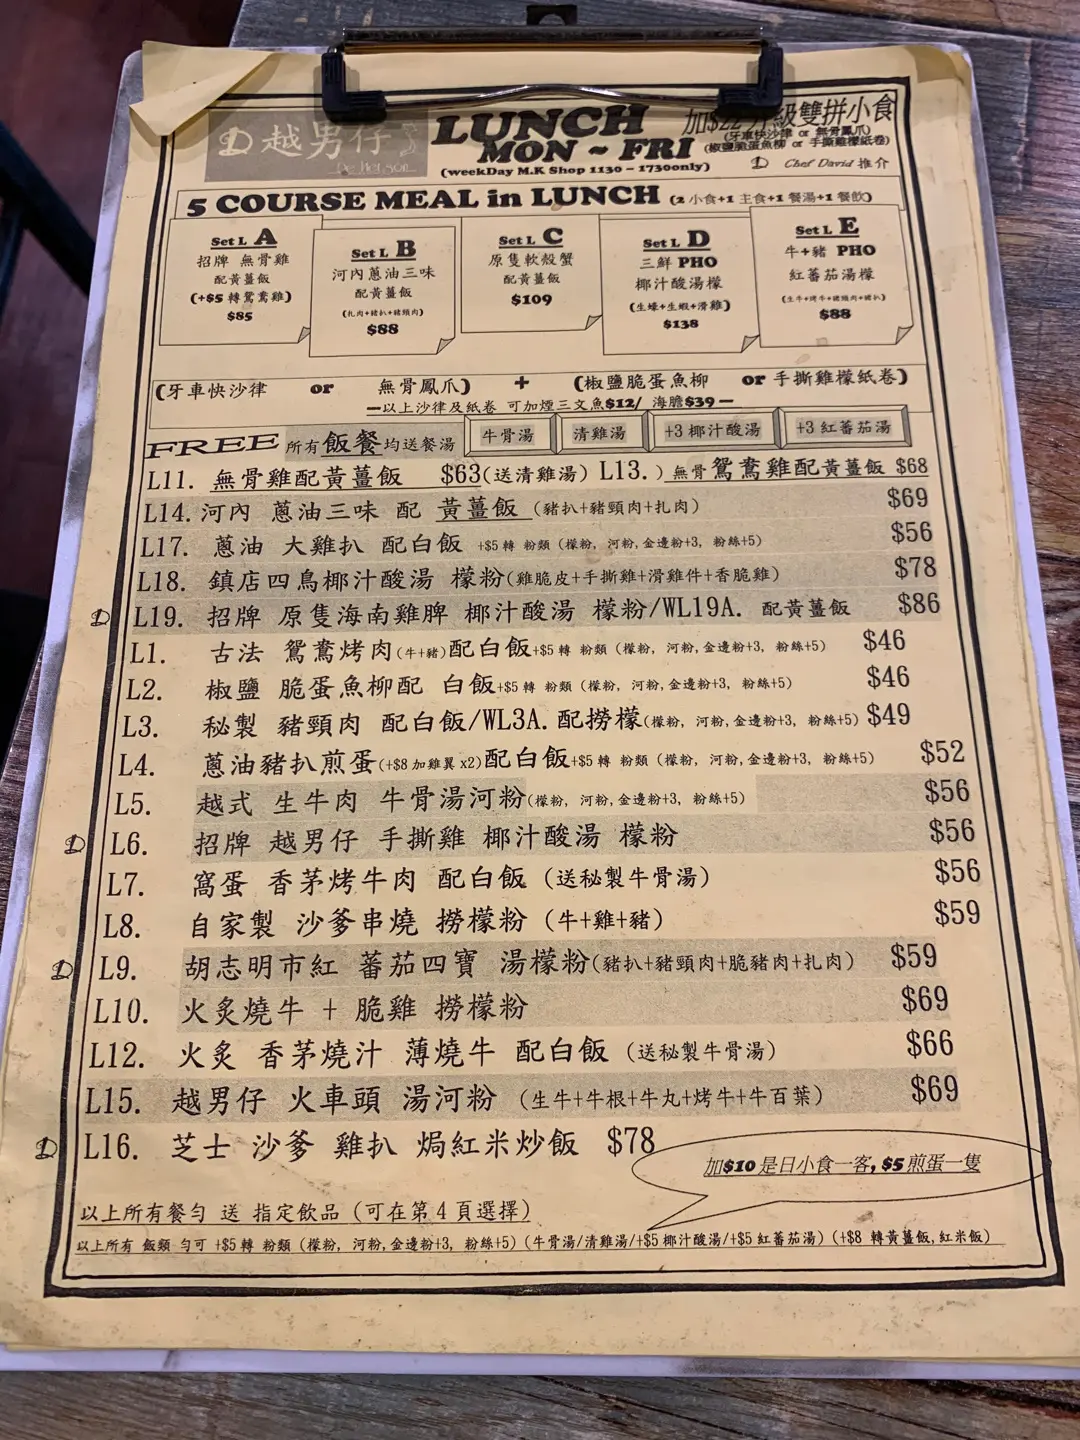 越男仔
LUNCH
MON ~ FRI
(weekDay M.K Shop 1130 - 1730only)
加$22 升級雙拼小食
(牙車快沙律 or 無骨鳳爪)
(椒鹽脆蛋魚柳 or 手撕雞檬紙卷)
Chef David 推介
5 COURSE MEAL in LUNCH (2 小食+1 主食+1 餐湯+1 餐飲)
Set L A
招牌 無骨雞
配黃薑飯
(+$5 轉鴛鴦雞)
$85
Set L B
河內蔥油三味
配黃薑飯
(扎肉+豬扒+豬頸肉)
$88
Set L C
原隻軟殼蟹
配黃薑飯
$109
Set L D
三鮮 PHO
椰汁酸湯檬
(生蠔+生蝦+滑雞)
$138
Set L E
牛+豬 PHO
紅蕃茄湯檬
$88
(牙車快沙律 or 無骨鳳爪) + (椒鹽脆蛋魚柳 or 手撕雞檬紙卷)
—以上沙律及紙卷 可加煙三文魚$12/ 海膽$39—
FREE 所有飯餐均送餐湯 牛骨湯 清雞湯 +3 椰汁酸湯 +3 紅蕃茄湯
L11. 無骨雞配黃薑飯 $63(送清雞湯) L13. ) 無骨鴛鴦雞配黃薑飯 $68
L14. 河內 蔥油三味 配 黃薑飯 (豬扒+豬頸肉+扎肉) $69
L17. 蔥油 大雞扒 配白飯 +$5 轉 粉類 (檬粉, 河粉,金邊粉+3, 粉絲+5) $56
L18. 鎮店四鳥椰汁酸湯 檬粉(雞脆皮+手撕雞+滑雞件+香脆雞) $78
L19. 招牌 原隻海南雞脾 椰汁酸湯 檬粉/WL19A. 配黃薑飯 $86
L1. 古法 鴛鴦烤肉(牛+豬)配白飯+$5 轉 粉類 (檬粉, 河粉,金邊粉+3, 粉絲+5) $46
L2. 椒鹽 脆蛋魚柳配 白飯+$5 轉 粉類 (檬粉, 河粉,金邊粉+3, 粉絲+5) $46
L3. 秘製 豬頸肉 配白飯/WL3A. 配撈檬(檬粉, 河粉,金邊粉+3, 粉絲+5) $49
L4. 蔥油豬扒煎蛋(+$8 加雞翼 x2)配白飯+$5 轉 粉類 (檬粉, 河粉,金邊粉+3, 粉絲+5) $52
L5. 越式 生牛肉 牛骨湯河粉(檬粉, 河粉,金邊粉+3, 粉絲+5) $56
L6. 招牌 越男仔 手撕雞 椰汁酸湯 檬粉 $56
L7. 窩蛋 香茅烤牛肉 配白飯 (送秘製牛骨湯) $56
L8. 自家製 沙爹串燒 撈檬粉 (牛+雞+豬) $59
L9. 胡志明市紅 蕃茄四寶 湯檬粉(豬扒+豬頸肉+脆豬肉+扎肉) $59
L10. 火炙燒牛 + 脆雞 撈檬粉 $69
L12. 火炙 香茅燒汁 薄燒牛 配白飯 (送秘製牛骨湯) $66
L15. 越男仔 火車頭 湯河粉 (生牛+牛根+牛丸+烤牛+牛百葉) $69
L16. 芝士 沙爹 雞扒 焗紅米炒飯 $78
加$10 是日小食一客, $5 煎蛋一隻
以上所有餐勻 送 指定飲品 (可在第 4 頁選擇)
以上所有 飯類 勻可 +$5 轉 粉類 (檬粉, 河粉,金邊粉+3, 粉絲+5) (牛骨湯/清雞湯/+$5 椰汁酸湯/+$5 紅蕃茄湯) (+$8 轉黃薑飯,紅米飯)